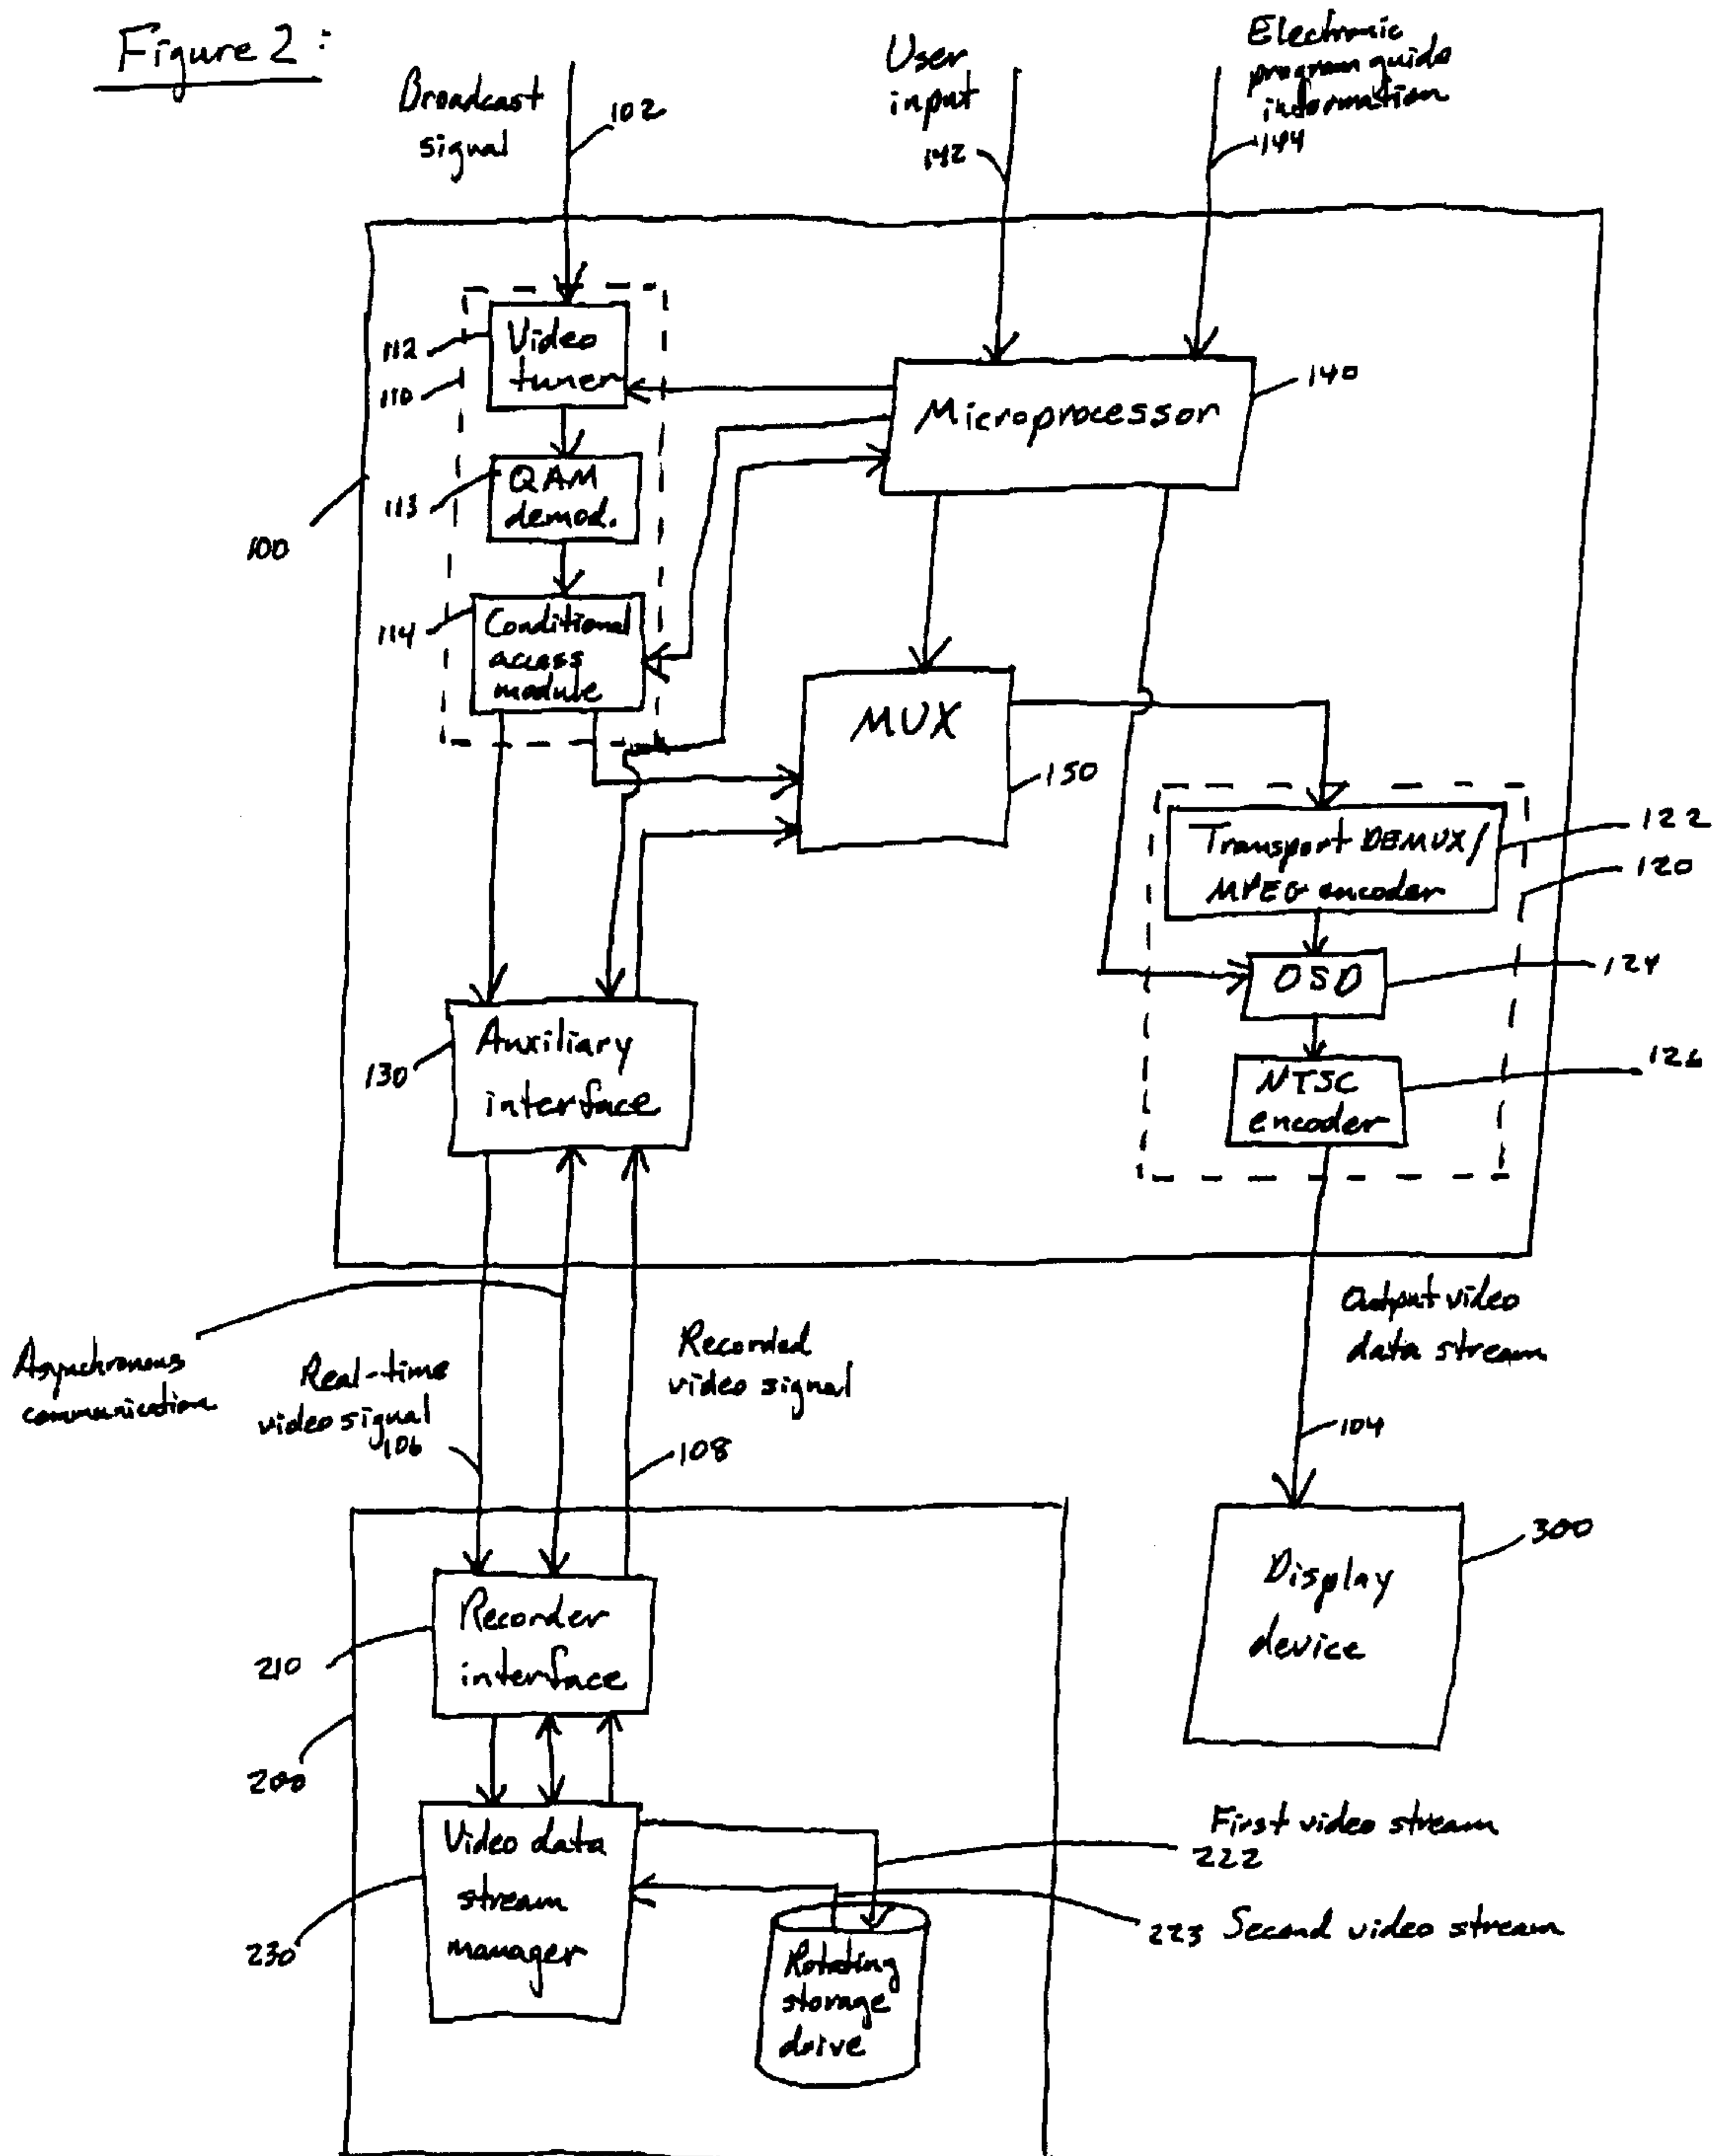 Figure 2:
Broadcast
signal
102
User
input
142
Electronic
program guide
information
144
112
Video
tuner
110
Microprocessor
140
113
QAM
demod.
100
114
Conditional
access
module
MUX
150
Transport DEMUX/
MPEG encoder
122
120
OSD
124
NTSC
encoder
126
Auxiliary
interface
130
Asynchronous
communication
Real-time
video signal
106
Recorded
video signal
108
Output video
data stream
104
Recorder
interface
210
Display
device
300
200
Video data
stream
manager
230
First video stream
222
223 Second video stream
Rotating
storage
drive